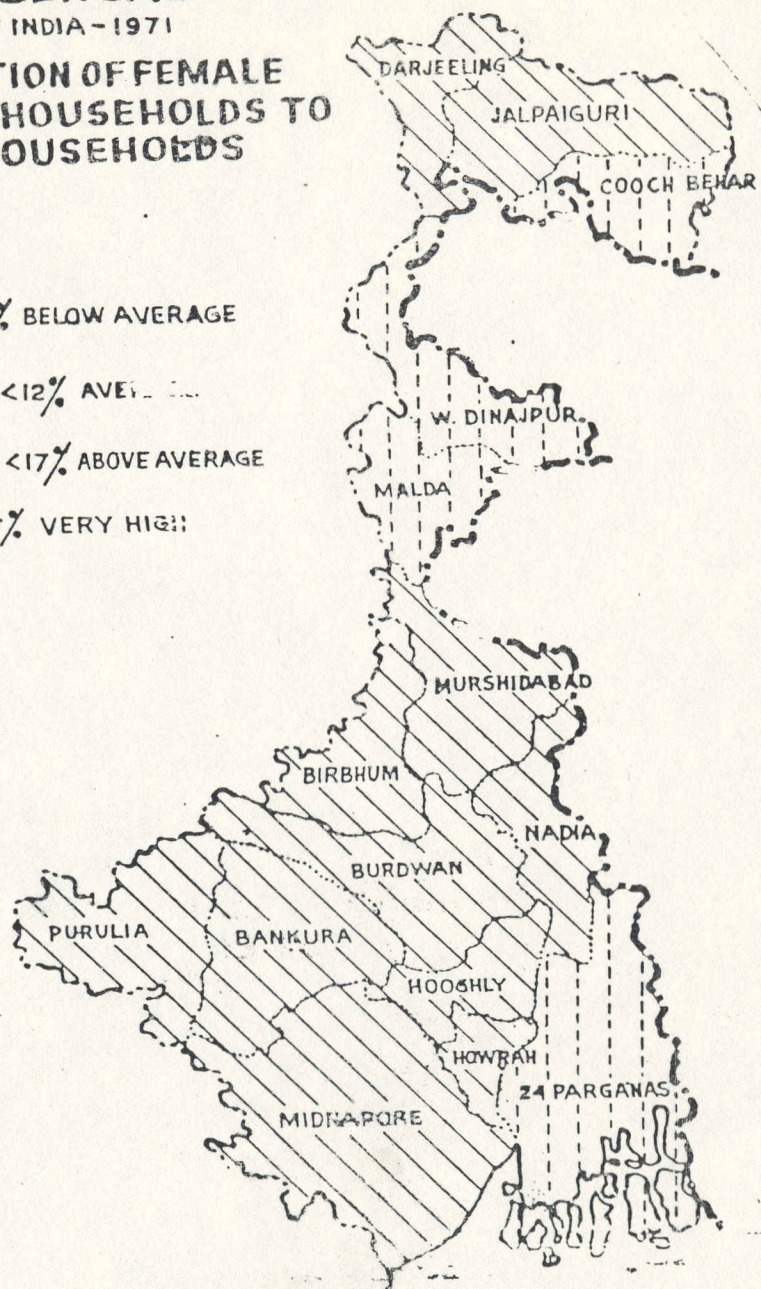 INDIA-1971
TION OF FEMALE
HOUSEHOLDS TO
OUSEHOLDS
% BELOW AVERAGE
<12%
<17% ABOVE AVERAGE
% VERY HIGH
DARJEELING
JALPAIGURI
COOCH BEHAR
W. DINAJPUR
MALDA
MURSHIDABAD
BIRBHUM
NADIA
BURDWAN
PURULIA
BANKURA
HOOGHLY
HOWRAH
24 PARGANAS
MIDNAPORE